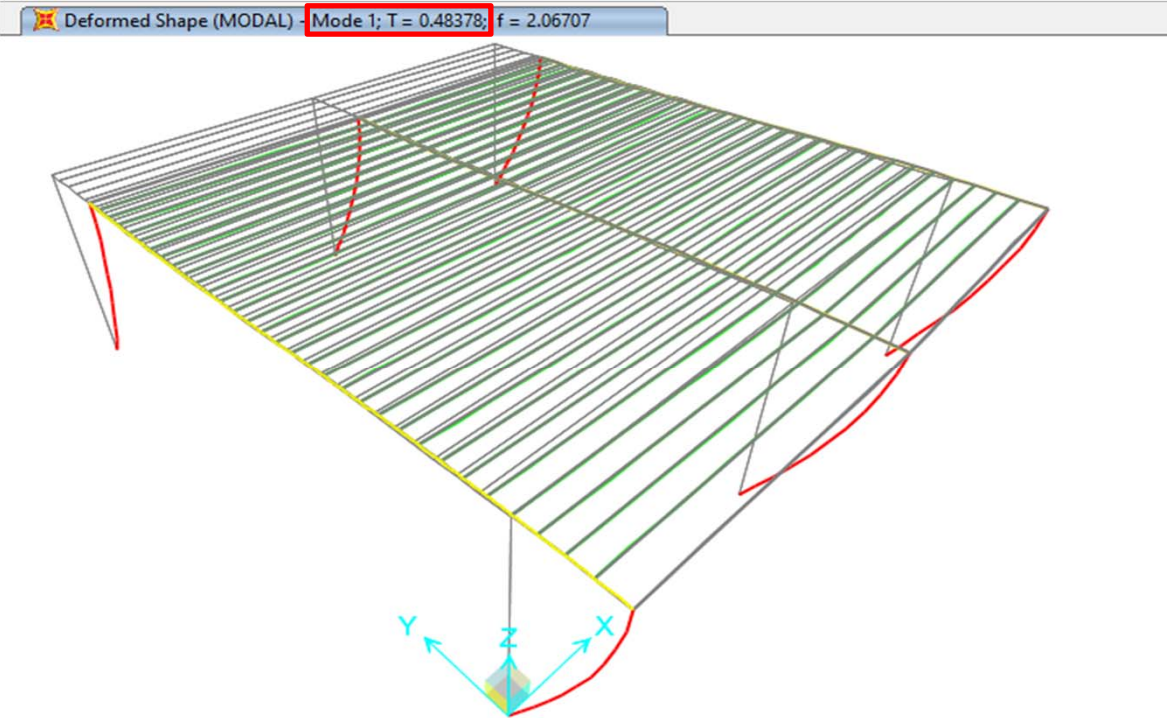 Deformed Shape (MODAL) - Mode 1; T = 0.48378; f = 2.06707
Y
Z
X